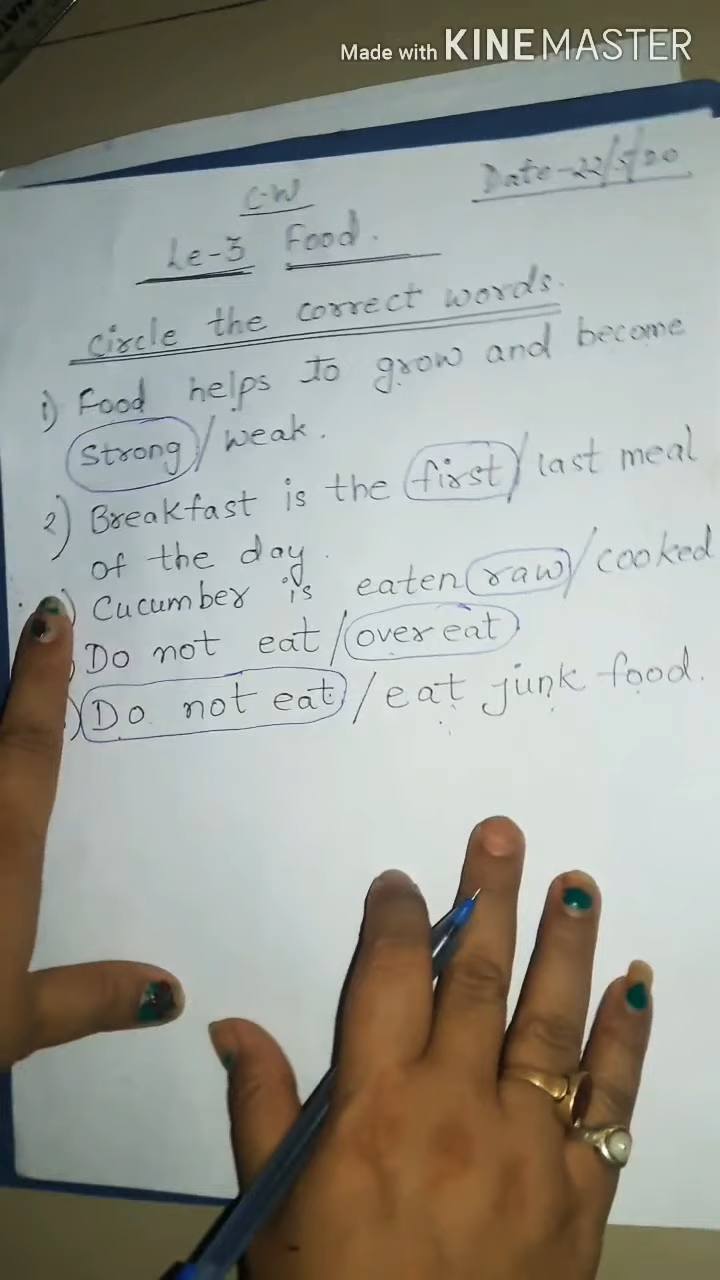 Made with KINEMASTER
C.W
Date-22/5/20
Le-3 Food.
Circle the correct words.
1) Food helps to grow and become
Strong/weak.
2) Breakfast is the first/last meal
of the day.
Cucumber is eaten raw/cooked
Do not eat/over eat
Do not eat/eat junk food.